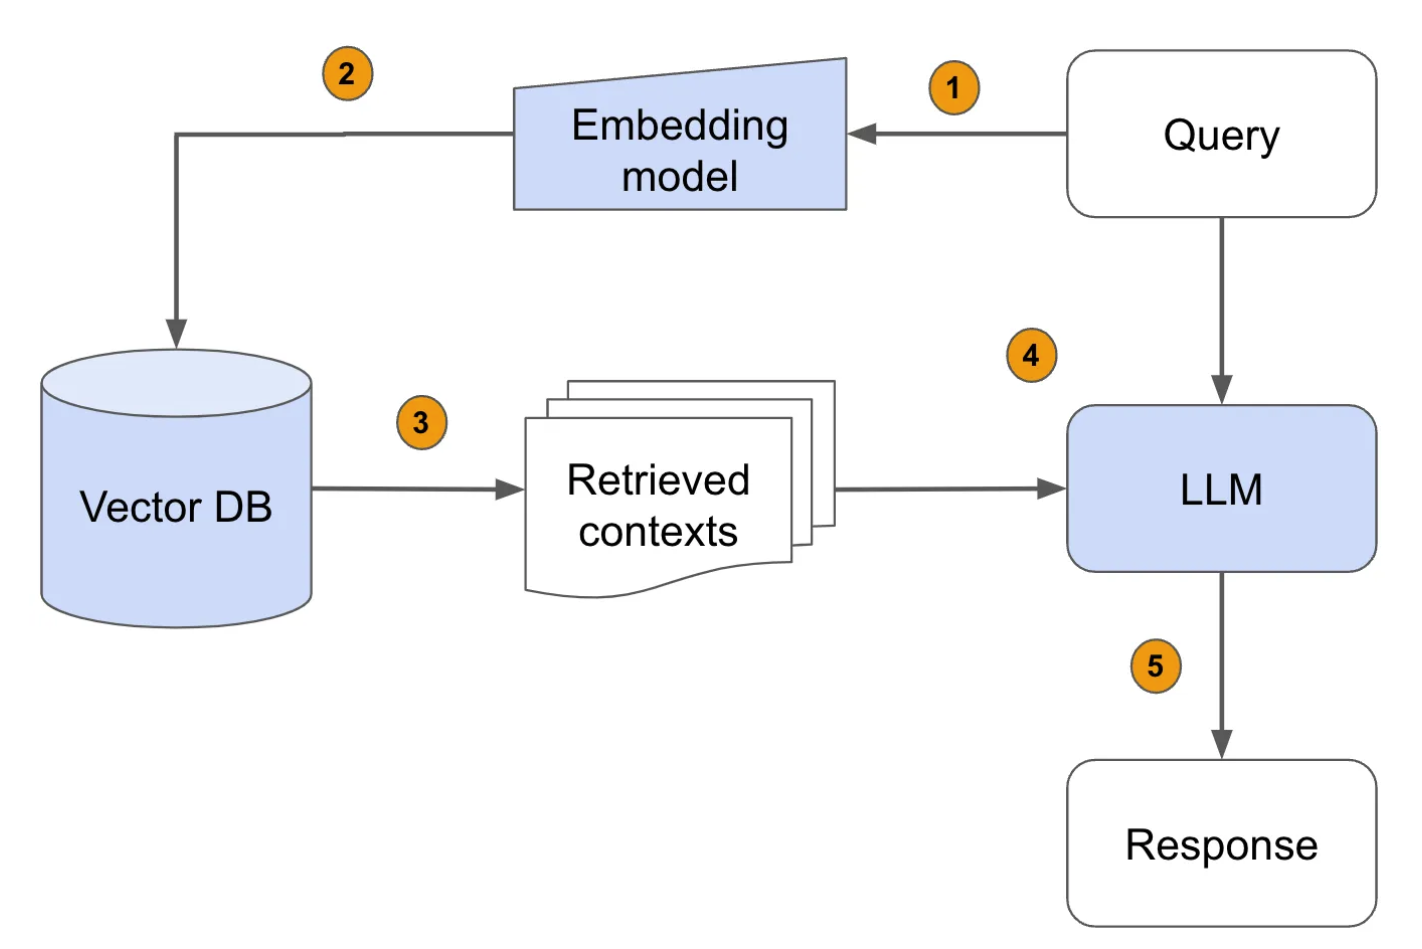 2
Embedding
model
1
Query
Vector DB
3
Retrieved
contexts
4
LLM
5
Response